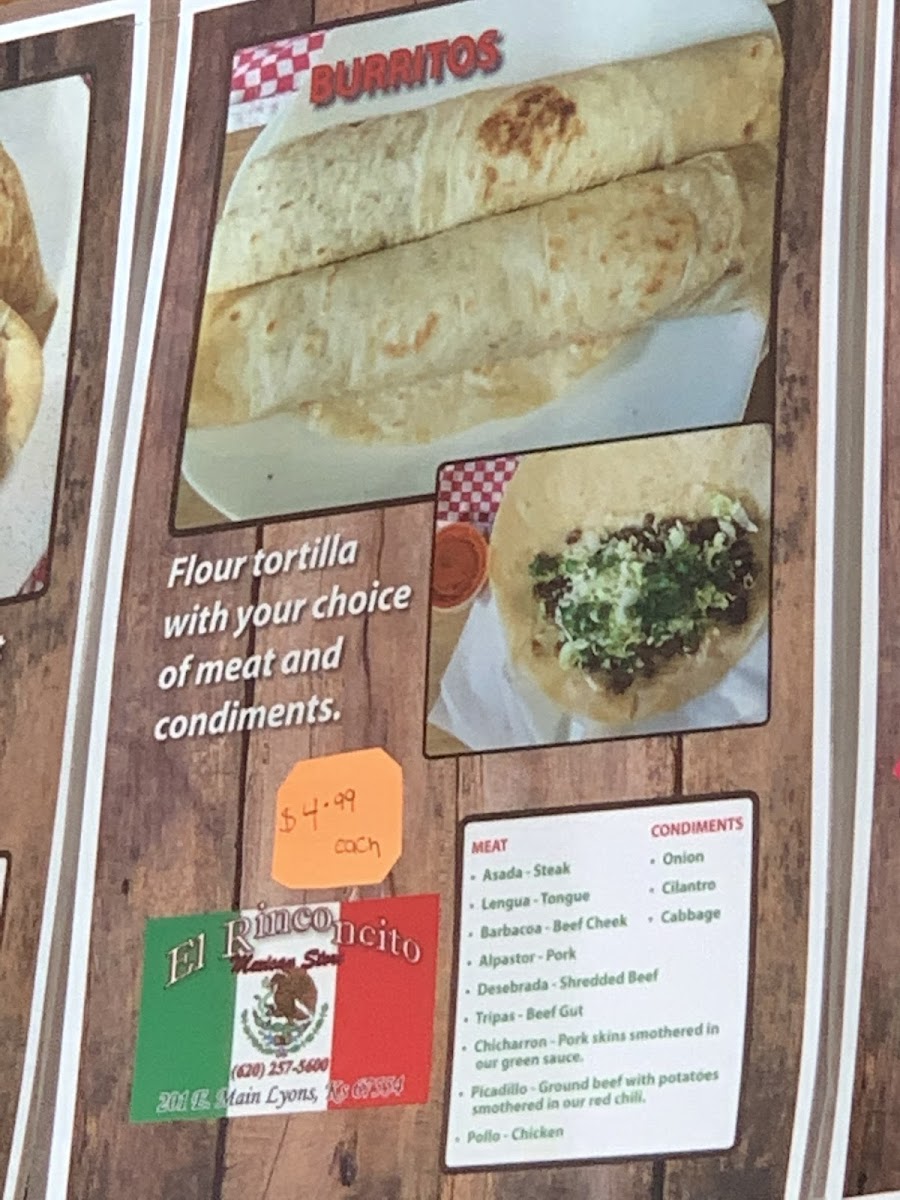 BURRITOS
Flour tortilla
with your choice
of meat and
condiments.
$4.99
each
El Rinconcito
Mexican Store
(620) 257-5600
201 E. Main Lyons, Ks 67554
MEAT
• Asada - Steak
• Lengua - Tongue
• Barbacoa - Beef Cheek
• Alpastor - Pork
• Desebrada - Shredded Beef
• Tripas - Beef Gut
• Chicharron - Pork skins smothered in
our green sauce.
• Picadillo - Ground beef with potatoes
smothered in our red chili.
• Pollo - Chicken
CONDIMENTS
• Onion
• Cilantro
• Cabbage